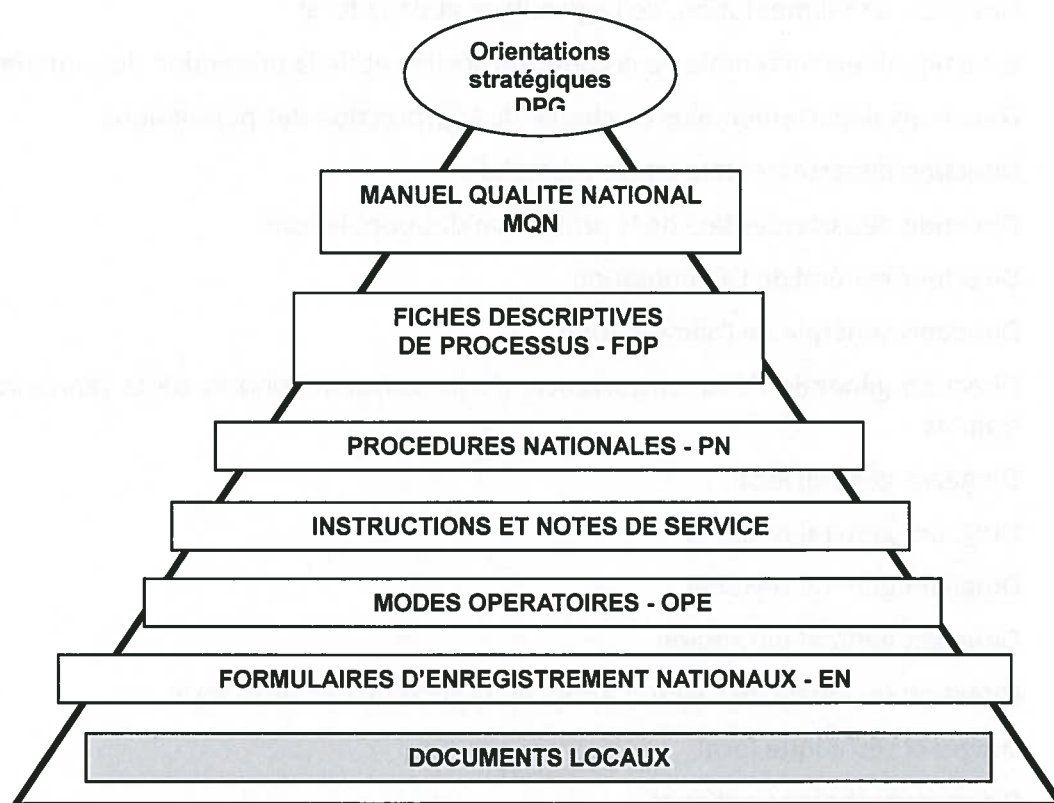 Orientations
stratégiques
DPG
MANUEL QUALITE NATIONAL
MQN
FICHES DESCRIPTIVES
DE PROCESSUS - FDP
PROCEDURES NATIONALES - PN
INSTRUCTIONS ET NOTES DE SERVICE
MODES OPERATOIRES - OPE
FORMULAIRES D'ENREGISTREMENT NATIONAUX - EN
DOCUMENTS LOCAUX